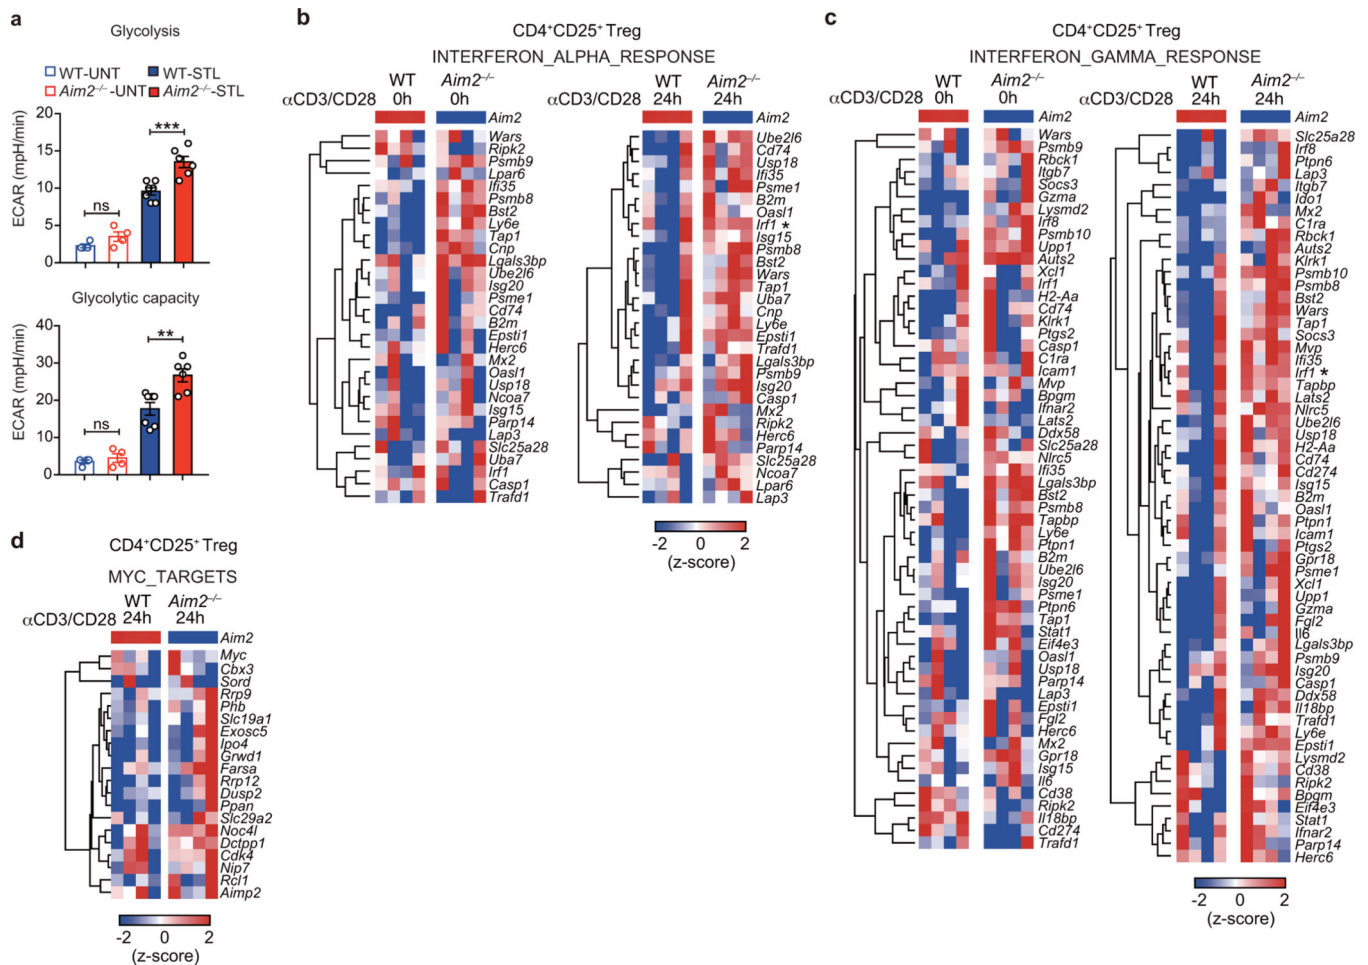 a
Glycolysis
WT-UNT
WT-STL
Aim2⁻/⁻-UNT
Aim2⁻/⁻-STL
ECAR (mpH/min)
20
15
10
5
0
ns
***
Glycolytic capacity
ECAR (mpH/min)
40
30
20
10
0
ns
**
b
CD4⁺CD25⁺ Treg
INTERFERON_ALPHA_RESPONSE
WT
Aim2⁻/⁻
αCD3/CD28
0h
0h
Aim2
Wars
Ripk2
Psmb9
Lpar6
Ifi35
Psmb8
Bst2
Ly6e
Tap1
Cnp
Lgals3bp
Ube2l6
Isg20
Psme1
Cd74
B2m
Epsti1
Herc6
Mx2
Oasl1
Usp18
Ncoa7
Isg15
Parp14
Lap3
Slc25a28
Uba7
Irf1
Casp1
Trafd1
WT
Aim2⁻/⁻
αCD3/CD28
24h
24h
Aim2
Ube2l6
Cd74
Usp18
Ifi35
Psme1
B2m
Oasl1
Irf1 *
Isg15
Psmb8
Bst2
Wars
Tap1
Uba7
Cnp
Ly6e
Epsti1
Trafd1
Lgals3bp
Psmb9
Isg20
Casp1
Mx2
Ripk2
Herc6
Parp14
Slc25a28
Ncoa7
Lpar6
Lap3
-2 0 2
(z-score)
c
CD4⁺CD25⁺ Treg
INTERFERON_GAMMA_RESPONSE
WT
Aim2⁻/⁻
αCD3/CD28
0h
0h
Aim2
Wars
Psmb9
Rbck1
Itgb7
Socs3
Gzma
Lysmd2
Irf8
Psmb10
Upp1
Auts2
Xcl1
Irf1
H2-Aa
Cd74
Klrk1
Ptgs2
Casp1
C1ra
Icam1
Mvp
Bpgm
Ifnar2
Lats2
Ddx58
Slc25a28
Nlrc5
Ifi35
Lgals3bp
Bst2
Psmb8
Tapbp
Ly6e
Ptpn1
B2m
Ube2l6
Isg20
Psme1
Ptpn6
Tap1
Stat1
Eif4e3
Oasl1
Usp18
Parp14
Lap3
Epsti1
Fgl2
Herc6
Mx2
Gpr18
Isg15
Il6
Cd38
Ripk2
Il18bp
Cd274
Trafd1
WT
Aim2⁻/⁻
αCD3/CD28
24h
24h
Aim2
Slc25a28
Irf8
Ptpn6
Lap3
Itgb7
Ido1
Mx2
C1ra
Rbck1
Auts2
Klrk1
Psmb10
Psmb8
Bst2
Wars
Tap1
Socs3
Mvp
Ifi35
Irf1 *
Tapbp
Lats2
Nlrc5
Ube2l6
Usp18
H2-Aa
Cd74
Cd274
Isg15
B2m
Oasl1
Ptpn1
Icam1
Ptgs2
Gpr18
Psme1
Xcl1
Upp1
Gzma
Fgl2
Il6
Lgals3bp
Psmb9
Isg20
Casp1
Ddx58
Il18bp
Trafd1
Ly6e
Epsti1
Lysmd2
Cd38
Ripk2
Bpgm
Eif4e3
Stat1
Ifnar2
Parp14
Herc6
-2 0 2
(z-score)
d
CD4⁺CD25⁺ Treg
MYC_TARGETS
WT
Aim2⁻/⁻
αCD3/CD28
24h
24h
Aim2
Myc
Cbx3
Sord
Rrp9
Phb
Slc19a1
Exosc5
Ipo4
Grwd1
Farsa
Rrp12
Dusp2
Ppan
Slc29a2
Noc4l
Dctpp1
Cdk4
Nip7
Rcl1
Aimp2
-2 0 2
(z-score)